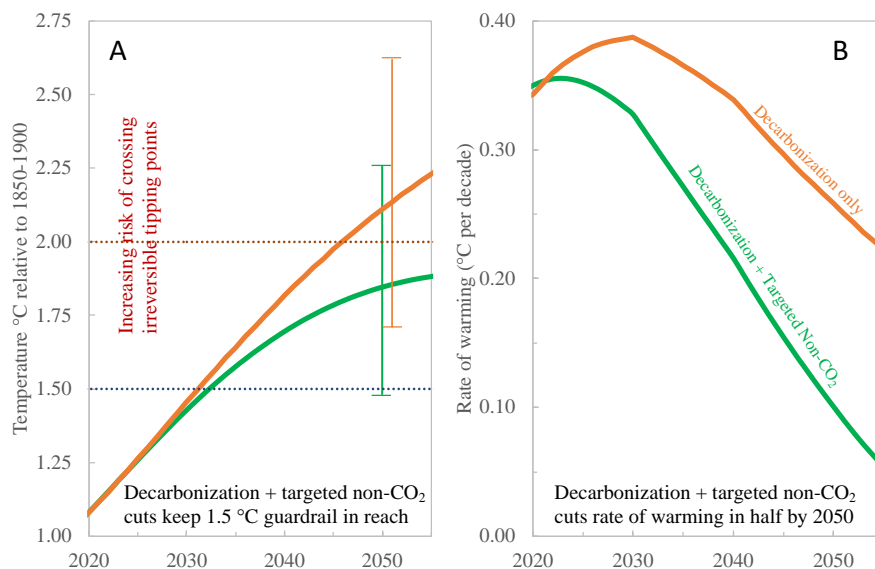 A
2.75
2.50
2.25
2.00
1.75
1.50
1.25
1.00
Temperature °C relative to 1850-1900
Increasing risk of crossing
irreversible tipping points
Decarbonization + targeted non-CO₂
cuts keep 1.5 °C guardrail in reach
2020
2030
2040
2050
B
0.40
0.30
0.20
0.10
0.00
Rate of warming (°C per decade)
Decarbonization only
Decarbonization + Targeted Non-CO₂
Decarbonization + targeted non-CO₂
cuts rate of warming in half by 2050
2020
2030
2040
2050